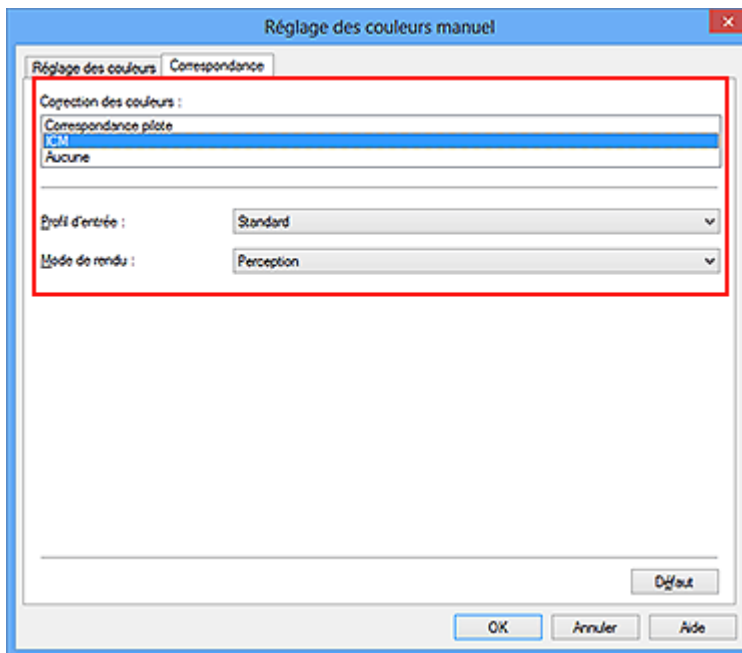 Réglage des couleurs manuel
Réglage des couleurs Correspondance
Correction des couleurs :
Correspondance pilote
ICM
Aucune
Profil d'entrée : Standard
Mode de rendu : Perception
Défaut
OK Annuler Aide